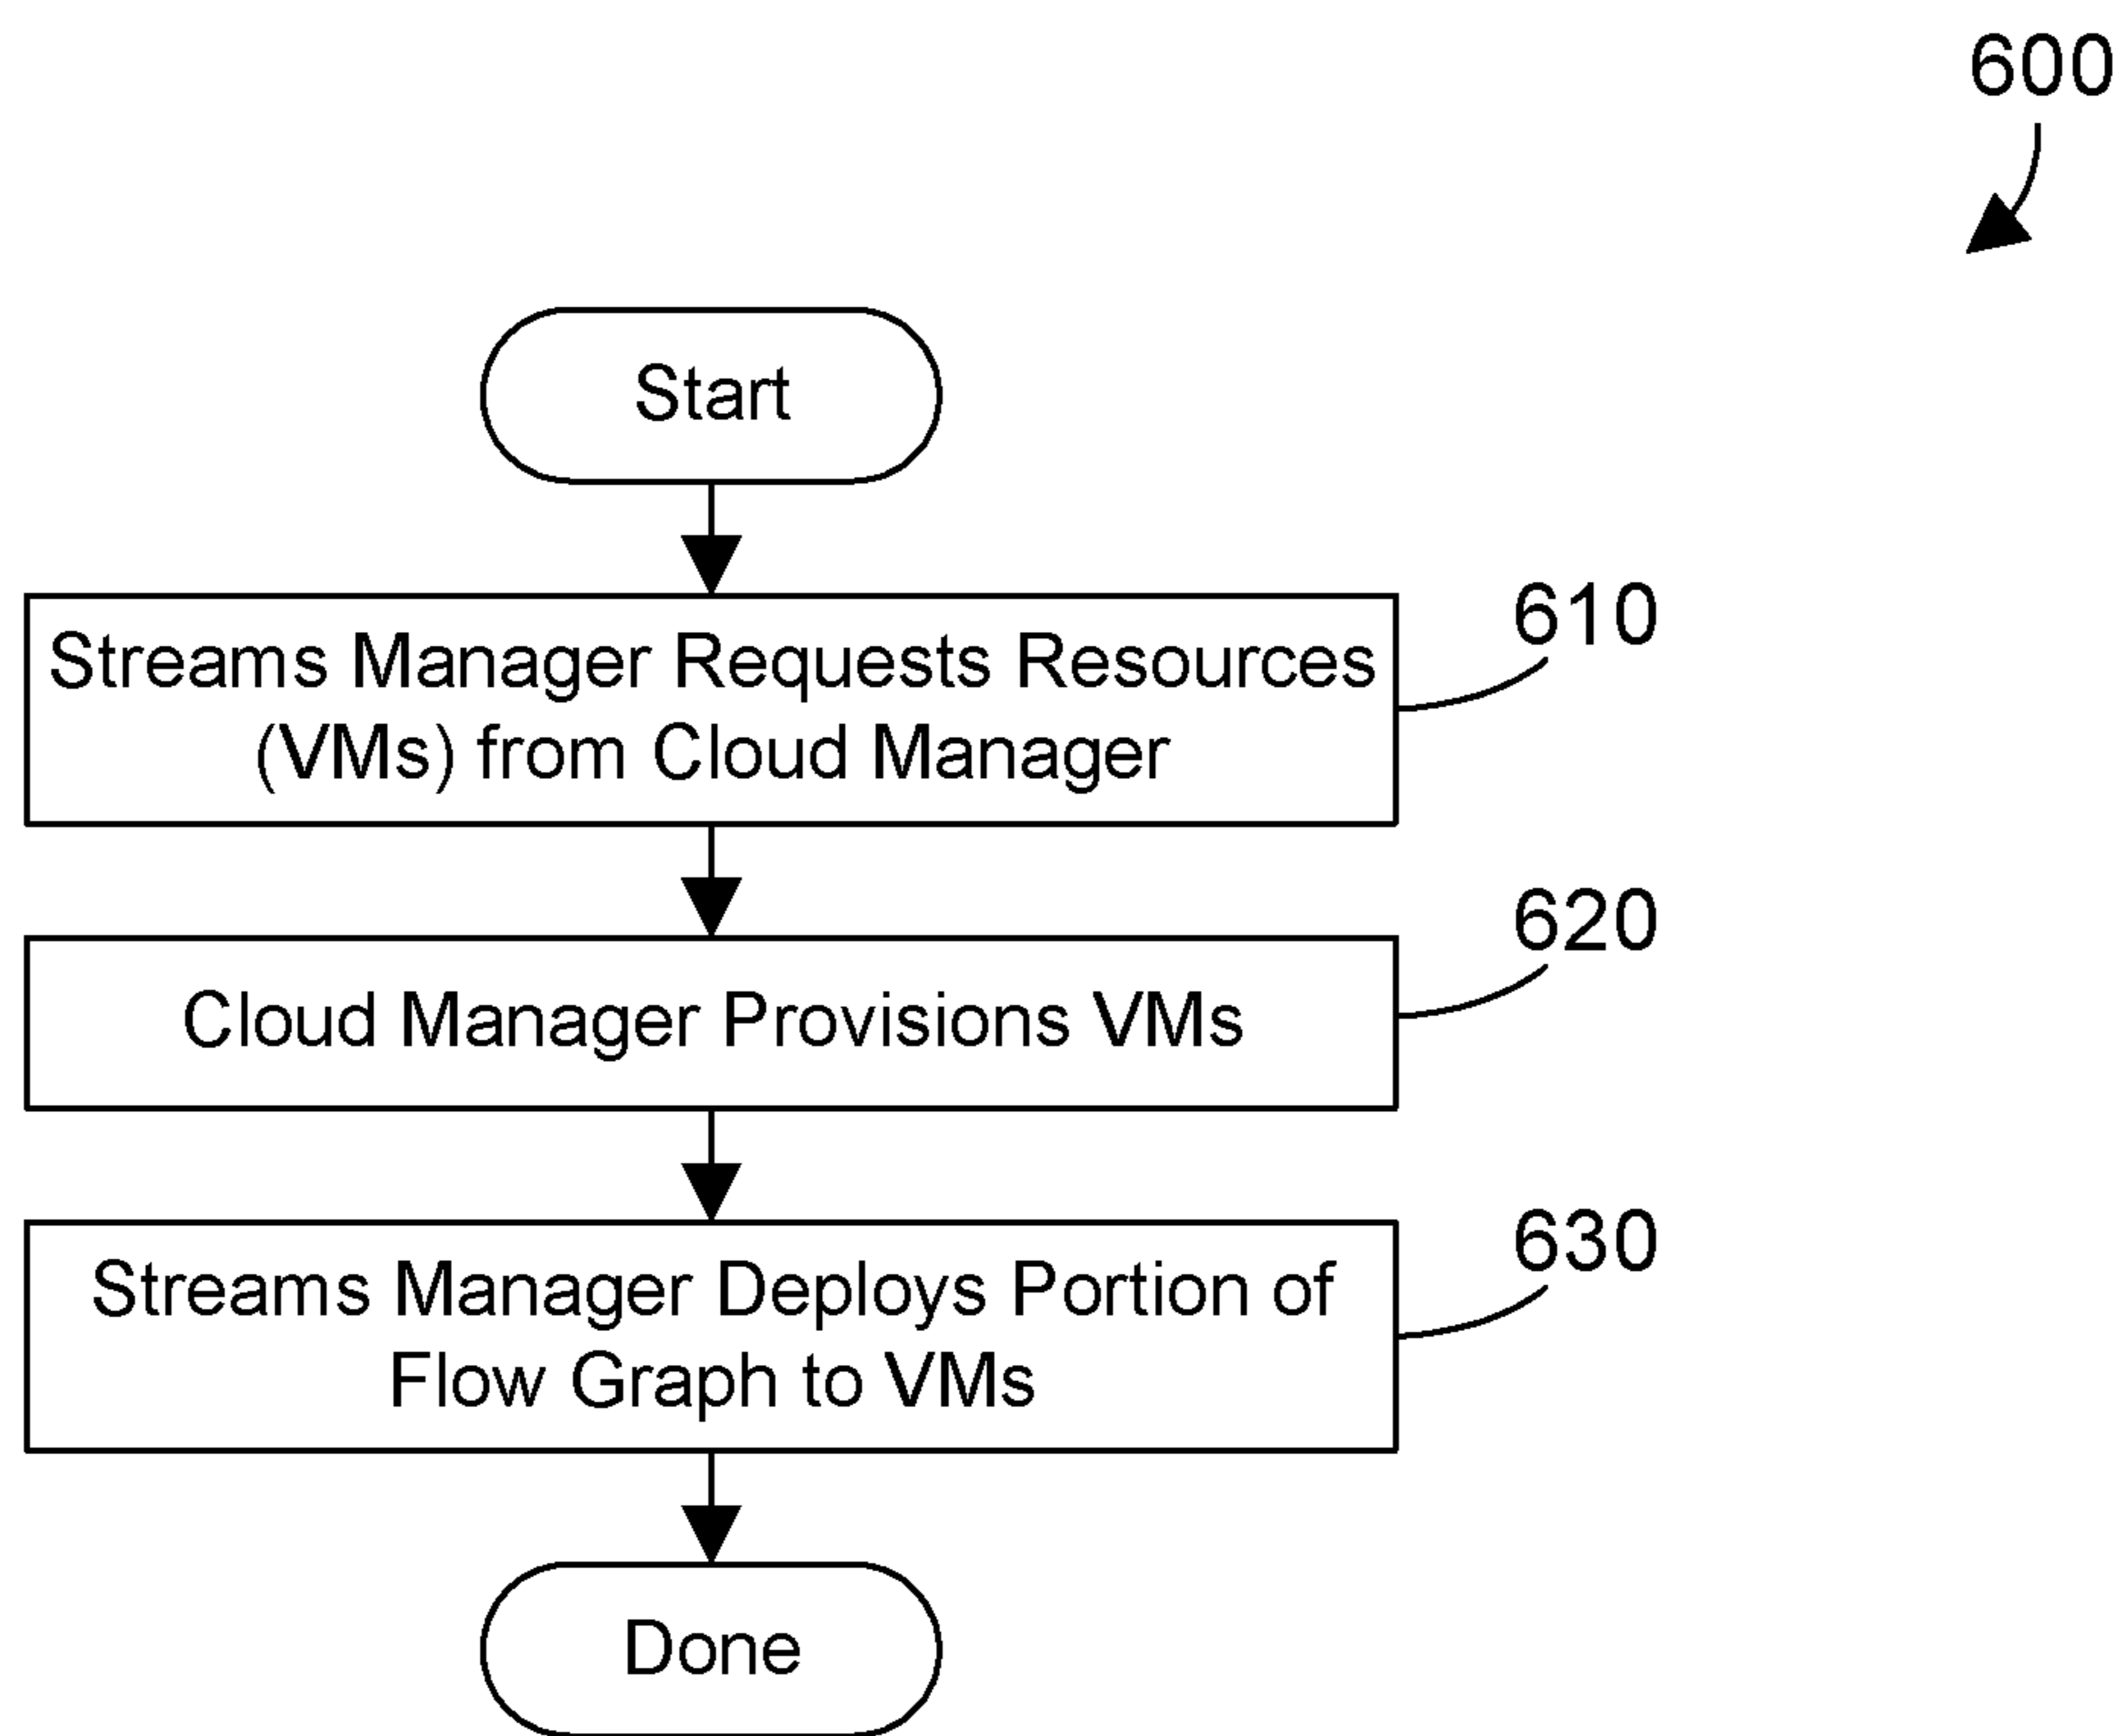 600
Start
Streams Manager Requests Resources
(VMs) from Cloud Manager
610
Cloud Manager Provisions VMs
620
Streams Manager Deploys Portion of
Flow Graph to VMs
630
Done